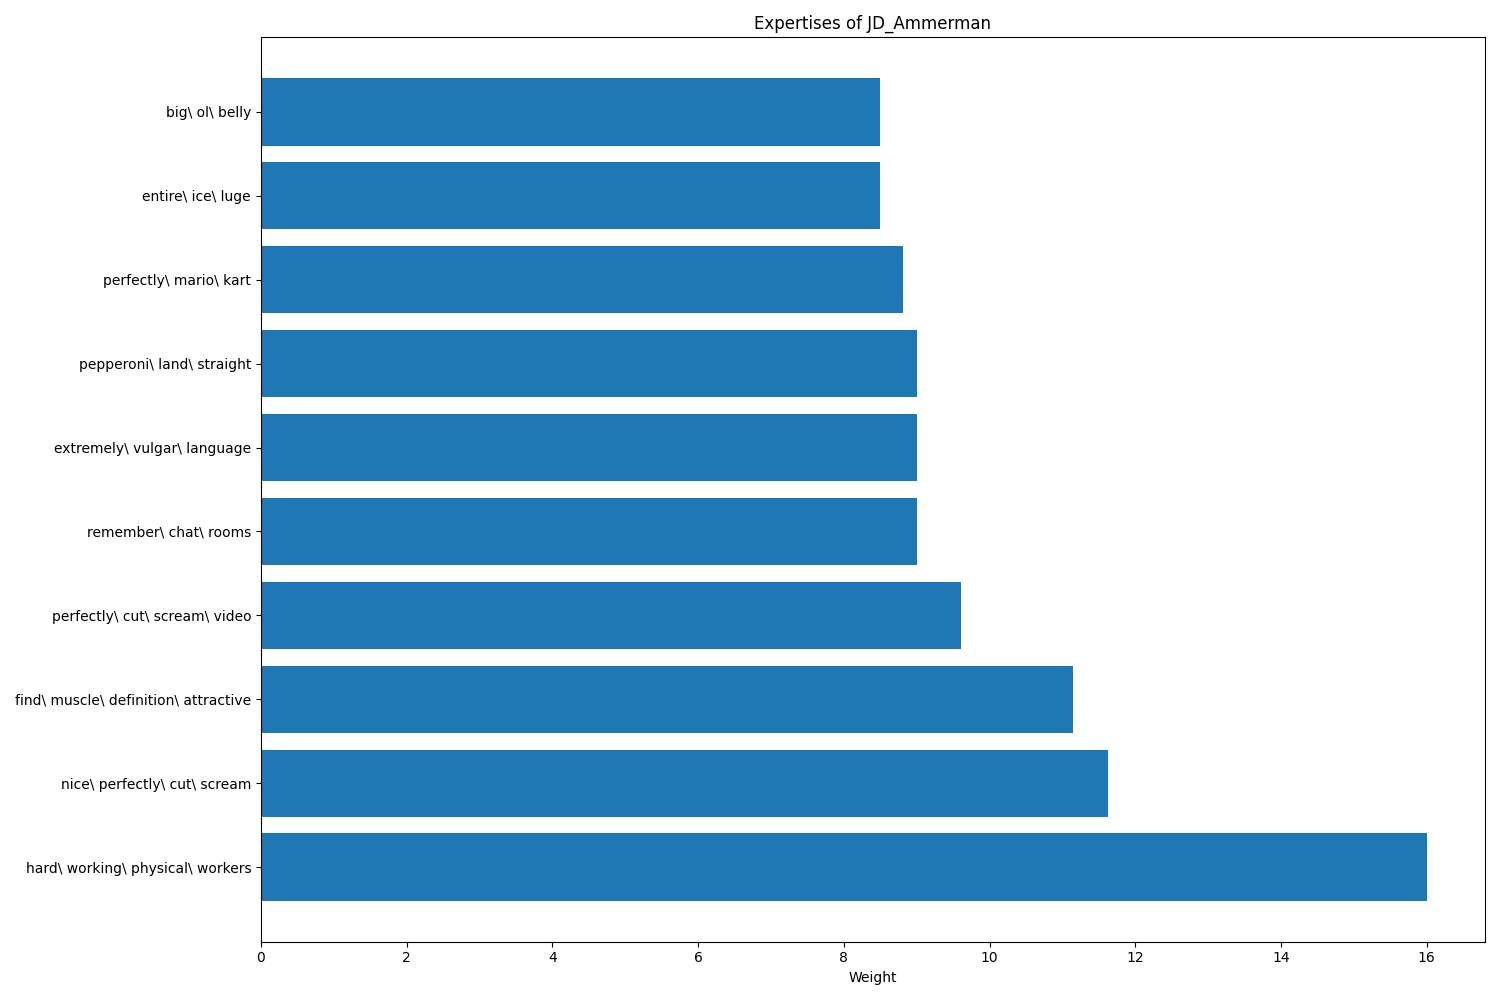 Expertises of JD_Ammerman
big\ ol\ belly
entire\ ice\ luge
perfectly\ mario\ kart
pepperoni\ land\ straight
extremely\ vulgar\ language
remember\ chat\ rooms
perfectly\ cut\ scream\ video
find\ muscle\ definition\ attractive
nice\ perfectly\ cut\ scream
hard\ working\ physical\ workers
0 2 4 6 8 10 12 14 16
Weight